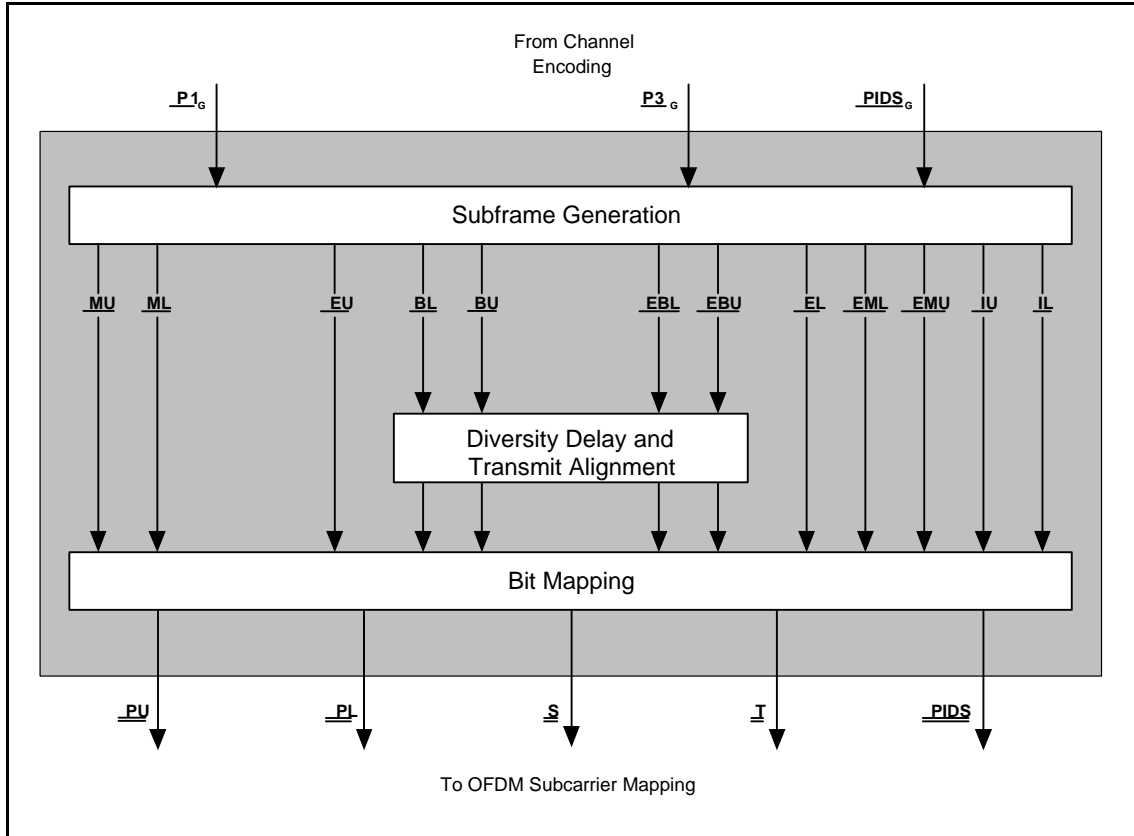 From Channel
Encoding
P1G P3G PIDSG
Subframe Generation
MU ML EU BL BU EBL EBU EL EML EMU IU IL
Diversity Delay and
Transmit Alignment
Bit Mapping
PU PL S T PIDS
To OFDM Subcarrier Mapping